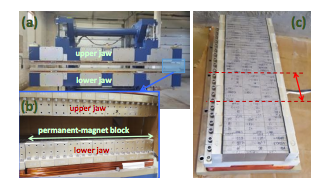 (a)
upper jaw
lower jaw
(b)
upper jaw
permanent-magnet block
lower jaw
(c)